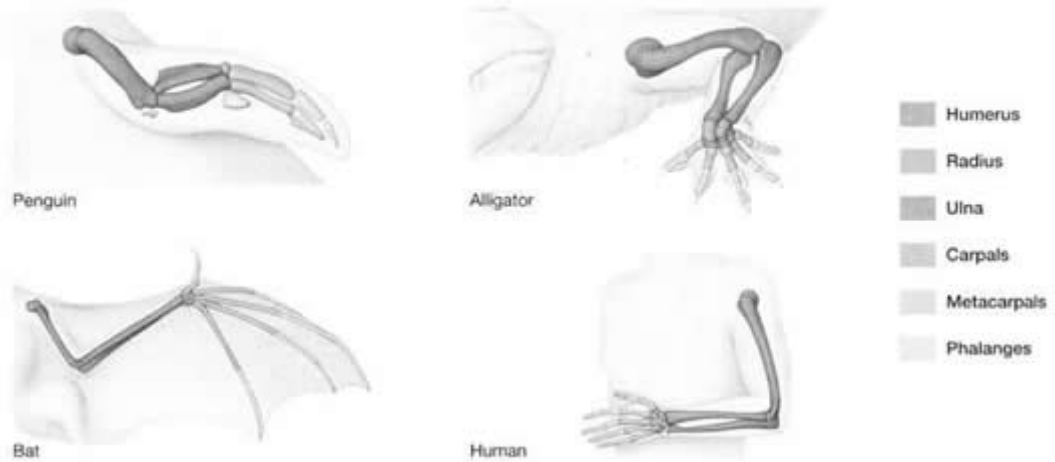 Penguin
Alligator
Bat
Human
Humerus
Radius
Ulna
Carpals
Metacarpals
Phalanges